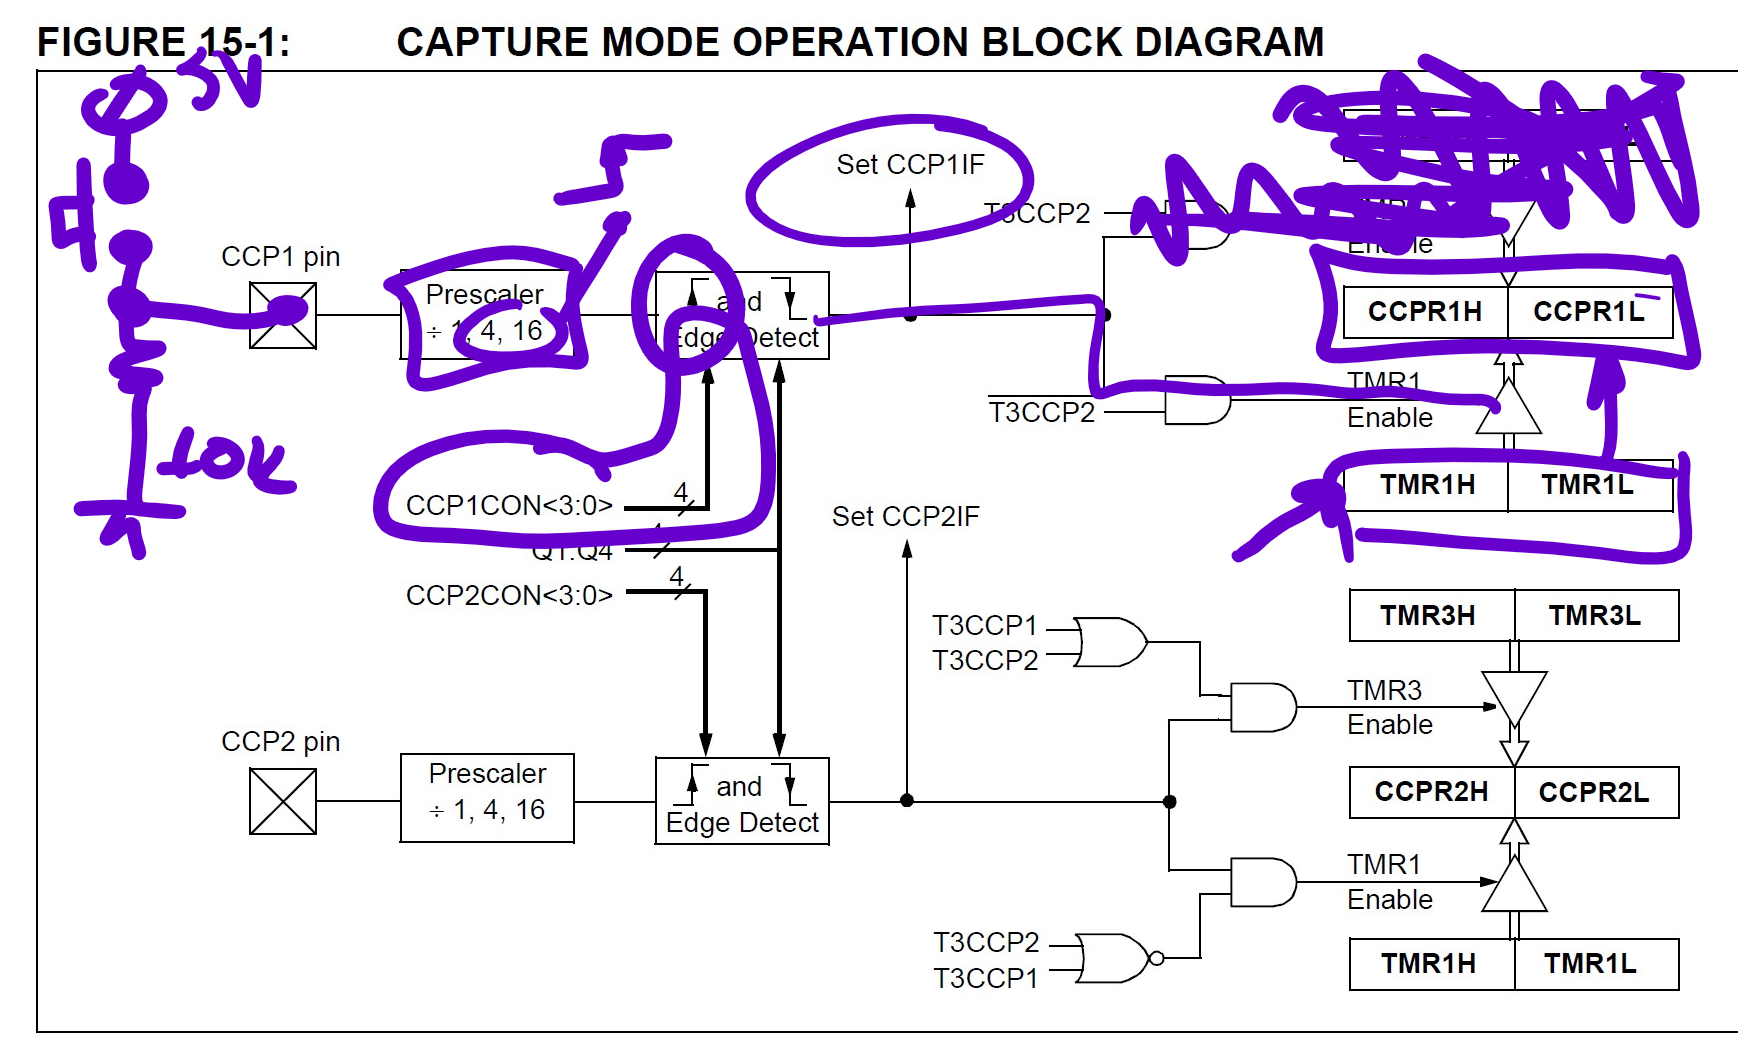 FIGURE 15-1: CAPTURE MODE OPERATION BLOCK DIAGRAM
5V
Set CCP1IF
T3CCP2
Enable
CCP1 pin
Prescaler
÷ 1, 4, 16
and
Edge Detect
CCPR1H CCPR1L
TMR1
Enable
T3CCP2
10K
TMR1H TMR1L
CCP1CON<3:0>
4
Set CCP2IF
Q1:Q4
4
CCP2CON<3:0>
4
TMR3H TMR3L
T3CCP1
T3CCP2
TMR3
Enable
CCP2 pin
Prescaler
÷ 1, 4, 16
and
Edge Detect
CCPR2H CCPR2L
TMR1
Enable
T3CCP2
T3CCP1
TMR1H TMR1L